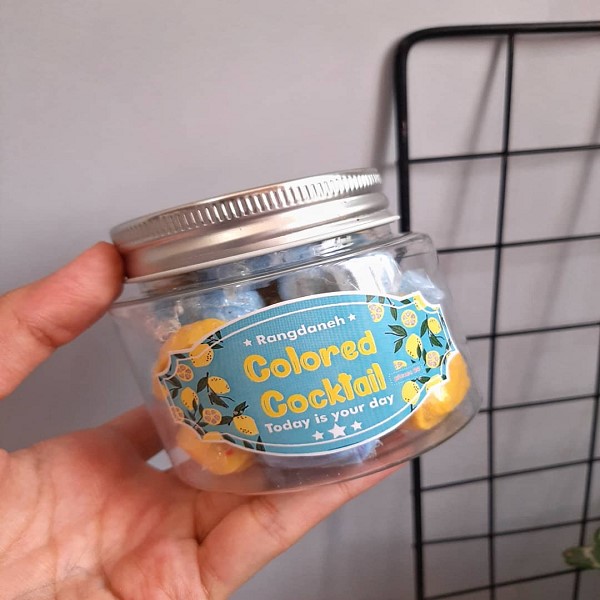 Rangdaneh
Colored
Cocktail
Today is your day